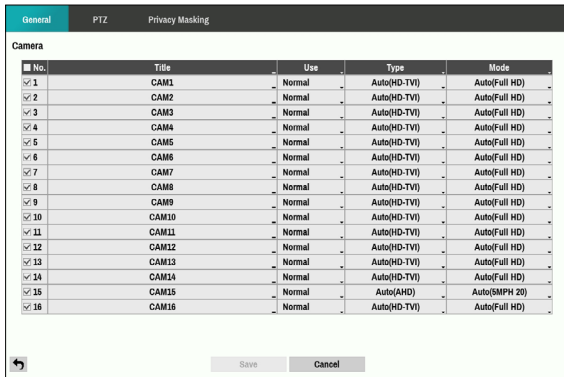 General PTZ Privacy Masking
Camera
No. Title Use Type Mode
1 CAM1 Normal Auto(HD-TVI) Auto(Full HD)
2 CAM2 Normal Auto(HD-TVI) Auto(Full HD)
3 CAM3 Normal Auto(HD-TVI) Auto(Full HD)
4 CAM4 Normal Auto(HD-TVI) Auto(Full HD)
5 CAM5 Normal Auto(HD-TVI) Auto(Full HD)
6 CAM6 Normal Auto(HD-TVI) Auto(Full HD)
7 CAM7 Normal Auto(HD-TVI) Auto(Full HD)
8 CAM8 Normal Auto(HD-TVI) Auto(Full HD)
9 CAM9 Normal Auto(HD-TVI) Auto(Full HD)
10 CAM10 Normal Auto(HD-TVI) Auto(Full HD)
11 CAM11 Normal Auto(HD-TVI) Auto(Full HD)
12 CAM12 Normal Auto(HD-TVI) Auto(Full HD)
13 CAM13 Normal Auto(HD-TVI) Auto(Full HD)
14 CAM14 Normal Auto(HD-TVI) Auto(Full HD)
15 CAM15 Normal Auto(AHD) Auto(5MPH 20)
16 CAM16 Normal Auto(HD-TVI) Auto(Full HD)
Save Cancel